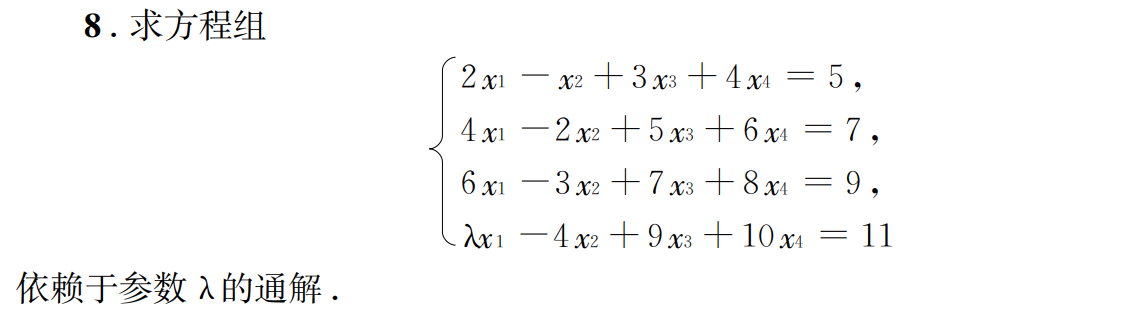 8 . 求方程组
2x1 − x2 + 3x3 + 4x4 = 5 ,
4x1 − 2x2 + 5x3 + 6x4 = 7 ,
6x1 − 3x2 + 7x3 + 8x4 = 9 ,
λx1 − 4x2 + 9x3 + 10x4 = 11
依赖于参数 λ 的通解 .